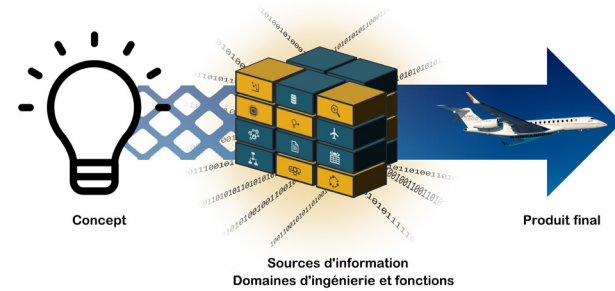 Concept
Produit final
Sources d'information
Domaines d'ingénierie et fonctions